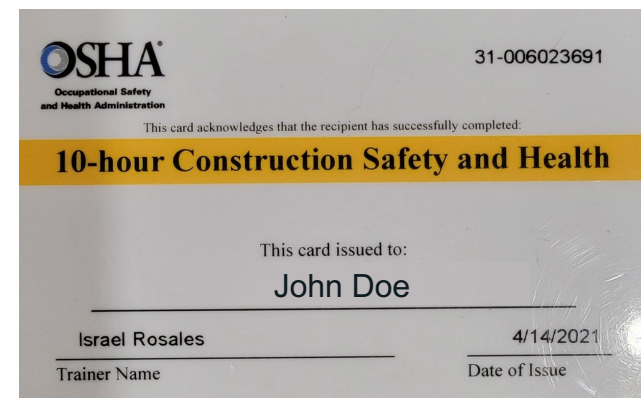 OSHA®
31-006023691
Occupational Safety
and Health Administration
This card acknowledges that the recipient has successfully completed:
10-hour Construction Safety and Health
This card issued to:
John Doe
Israel Rosales
4/14/2021
Trainer Name
Date of Issue